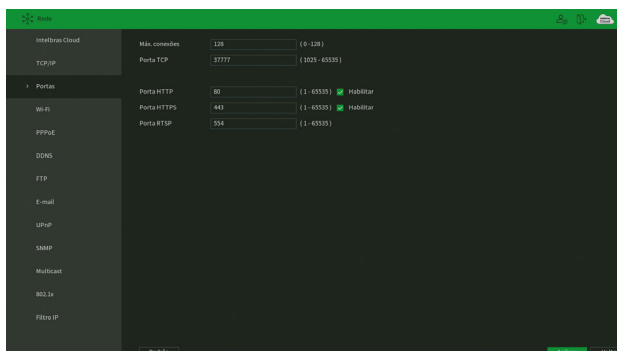 Rede
Intelbras Cloud
TCP/IP
Portas
Wi-Fi
PPPoE
DDNS
FTP
E-mail
UPnP
SNMP
Multicast
802.1x
Filtro IP
Máx. conexões 128 (0-128)
Porta TCP 37777 (1025 - 65535)
Porta HTTP 80 (1 - 65535) Habilitar
Porta HTTPS 443 (1 - 65535) Habilitar
Porta RTSP 554 (1 - 65535)